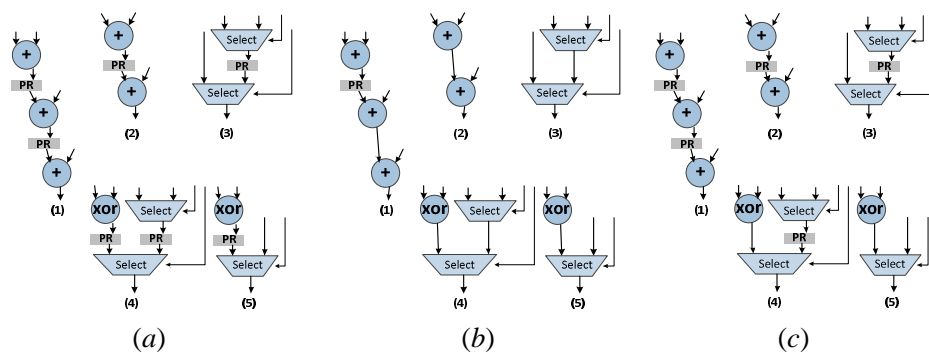 +
PR
+
PR
+
(1)
+
PR
+
(2)
Select
PR
Select
(3)
xor
Select
PR
PR
Select
(4)
xor
PR
Select
(5)
(a)
+
PR
+
+
(1)
+
+
(2)
Select
Select
(3)
xor
Select
Select
(4)
xor
Select
(5)
(b)
+
PR
+
PR
+
(1)
+
PR
+
(2)
Select
PR
Select
(3)
xor
Select
PR
Select
(4)
xor
Select
(5)
(c)